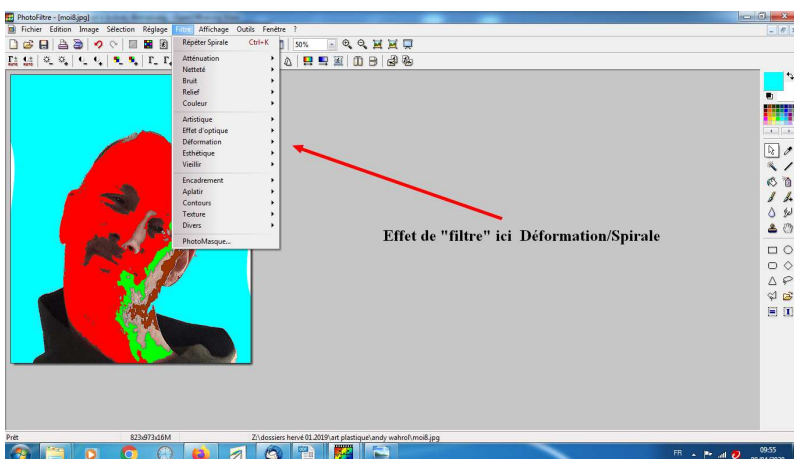 PhotoFiltre - [moi8.jpg]
Fichier Edition Image Sélection Réglage Filtre Affichage Outils Fenêtre ?
50%
Répéter Spirale Ctrl+K
Atténuation
Netteté
Bruit
Relief
Couleur
Artistique
Effet d'optique
Déformation
Esthétique
Vieillir
Encadrement
Aplatir
Contours
Texture
Divers
PhotoMasque...
Effet de "filtre" ici Déformation/Spirale
Prêt 823x973x16M Z:\dossiers hervé 01.2019\art plastique\andy wahrol\moi8.jpg
FR 09:55